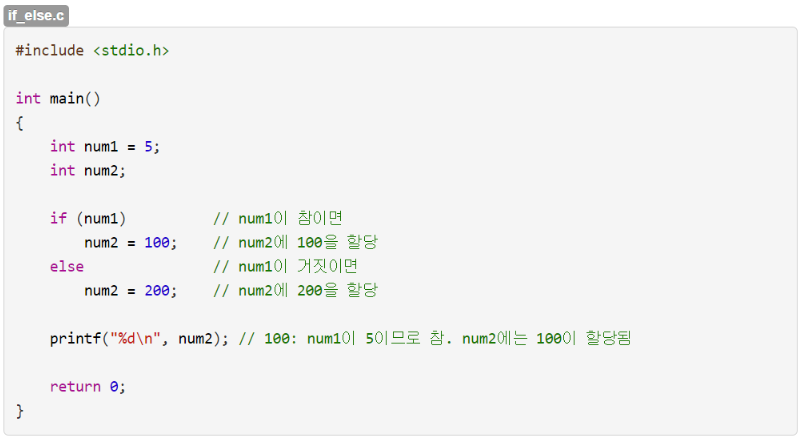 if_else.c
#include <stdio.h>
int main()
{
    int num1 = 5;
    int num2;
    if (num1)          // num1이 참이면
        num2 = 100;    // num2에 100을 할당
    else               // num1이 거짓이면
        num2 = 200;    // num2에 200을 할당
    printf("%d\n", num2); // 100: num1이 5이므로 참. num2에는 100이 할당됨
    return 0;
}